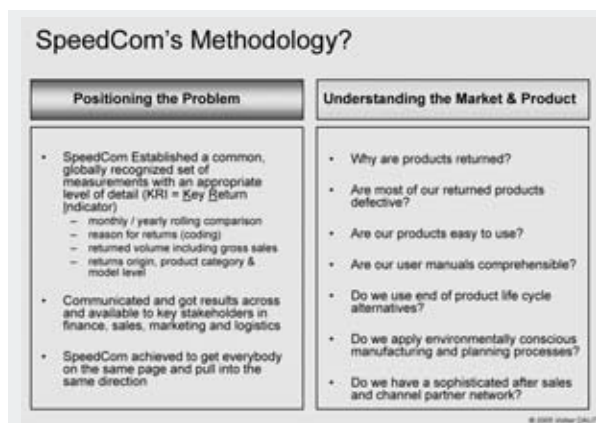 SpeedCom's Methodology?
Positioning the Problem
• SpeedCom Established a common,
globally recognized set of
measurements with an appropriate
level of detail (KRI = Key Return
Indicator)
– monthly / yearly rolling comparison
– reason for returns (coding)
– returned volume including gross sales
– returns origin, product category &
model level
• Communicated and got results across
and available to key stakeholders in
finance, sales, marketing and logistics
• SpeedCom achieved to get everybody
on the same page and pull into the
same direction
Understanding the Market & Product
• Why are products returned?
• Are most of our returned products
defective?
• Are our products easy to use?
• Are our user manuals comprehensible?
• Do we use end of product life cycle
alternatives?
• Do we apply environmentally conscious
manufacturing and planning processes?
• Do we have a sophisticated after sales
and channel partner network?